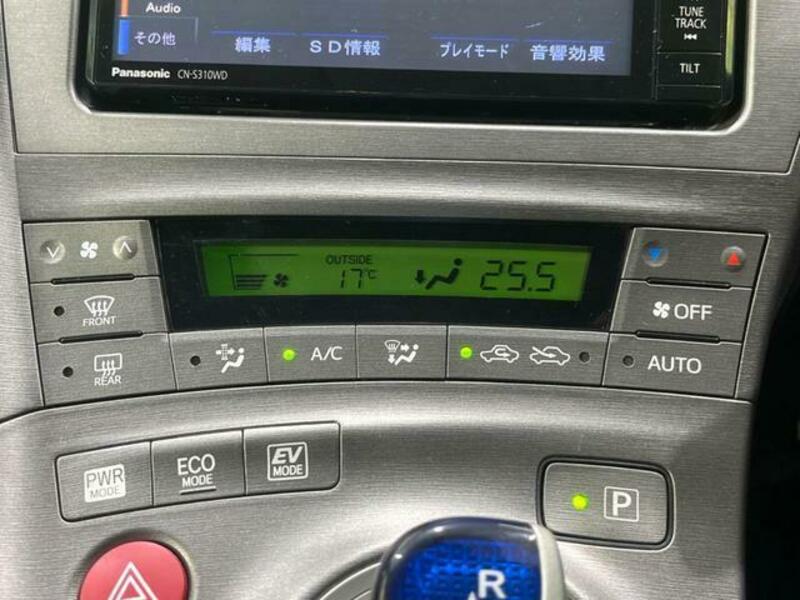 Audio
その他
編集
SD情報
プレイモード
音響効果
TUNE
TRACK
TILT
Panasonic CN-S310WD
OUTSIDE
17°C
25.5
FRONT
OFF
REAR
A/C
AUTO
PWR
MODE
ECO
MODE
EV
MODE
P
R